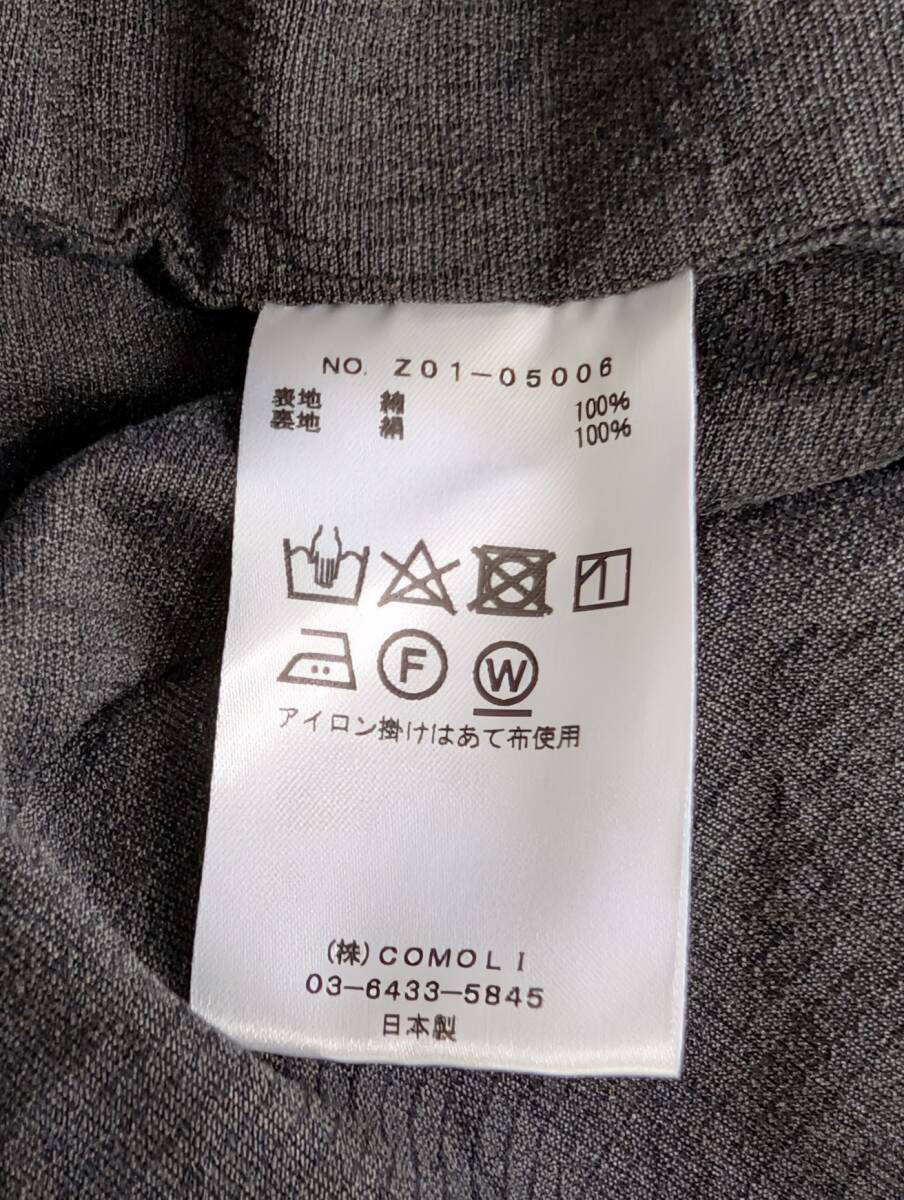 NO. Z01-05006
表地 綿 100%
裏地 絹 100%
F W
アイロン掛けはあて布使用
(株)COMOLI
03-6433-5845
日本製